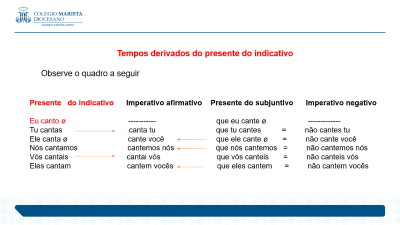 COLÉGIO MARISTA
DIOCESANO
Tempos derivados do presente do indicativo
Observe o quadro a seguir
Presente do indicativo Imperativo afirmativo Presente do subjuntivo Imperativo negativo
Eu canto ø ----------- que eu cante ø -------------
Tu cantas canta tu que tu cantes = não cantes tu
Ele canta ø cante você que ele cante ø = não cante você
Nós cantamos cantemos nós que nós cantemos = não cantemos nós
Vós cantais cantai vós que vós canteis = não canteis vós
Eles cantam cantem vocês que eles cantem = não cantem vocês